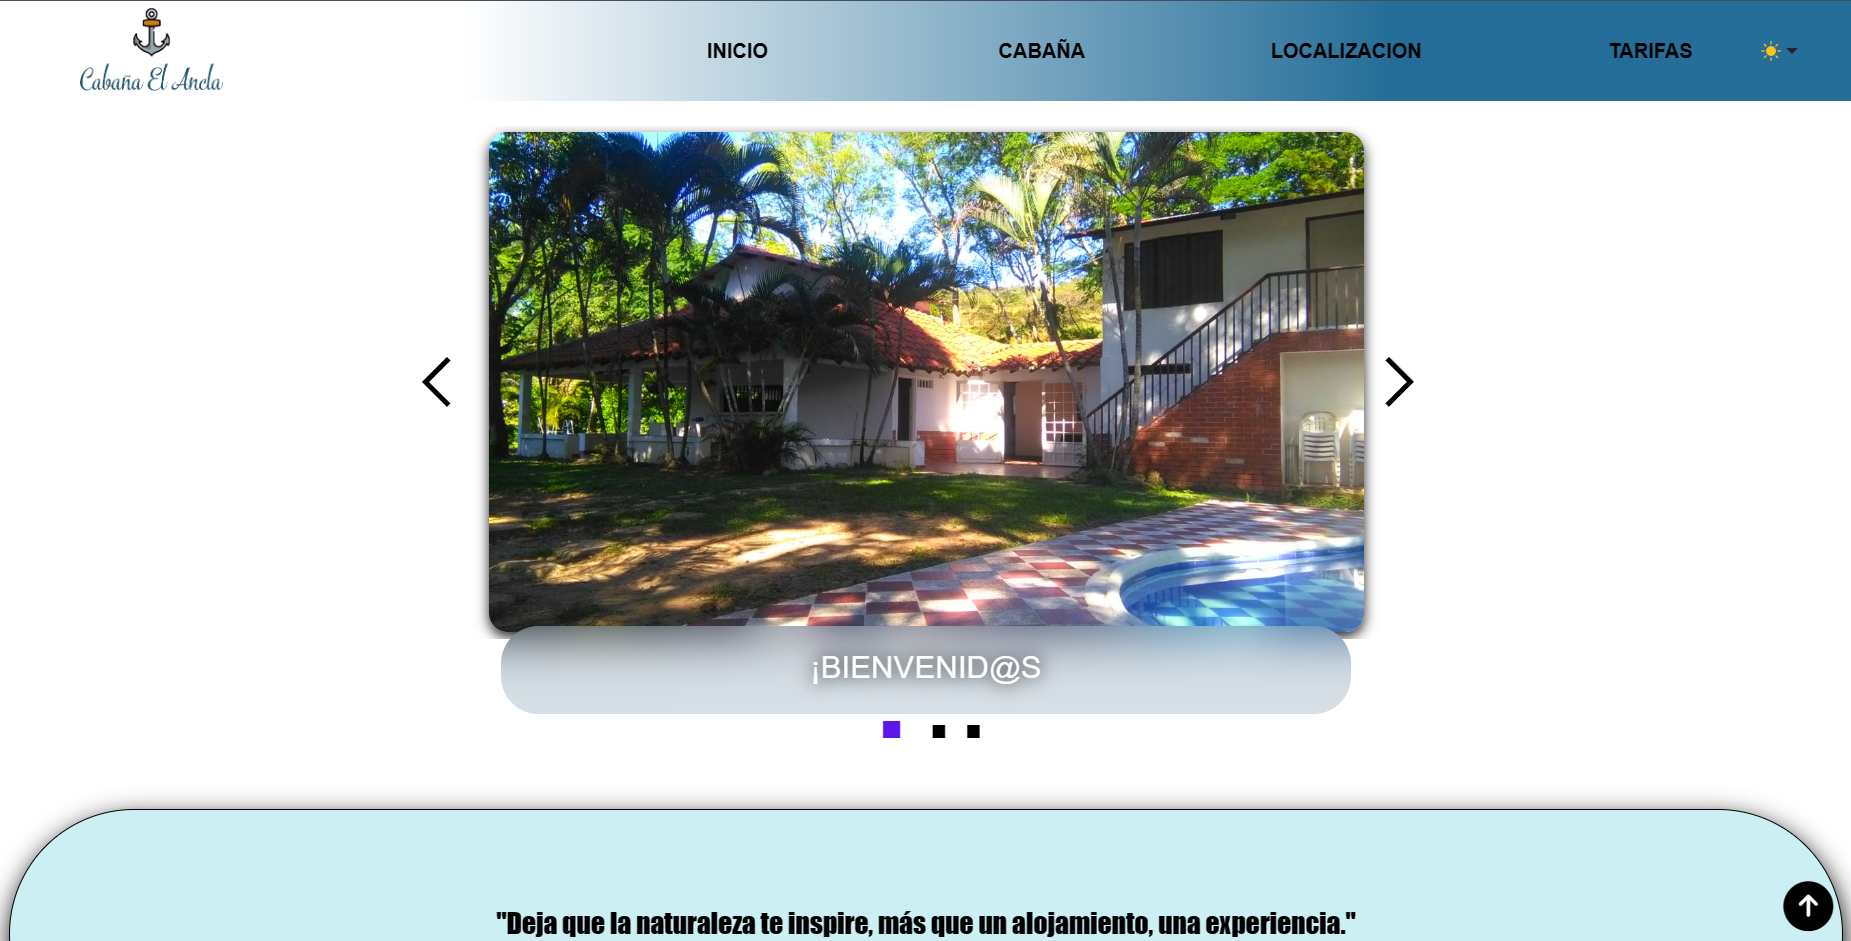 Cabaña El Ancla
INICIO
CABAÑA
LOCALIZACION
TARIFAS
¡BIENVENID@S
"Deja que la naturaleza te inspire, más que un alojamiento, una experiencia."